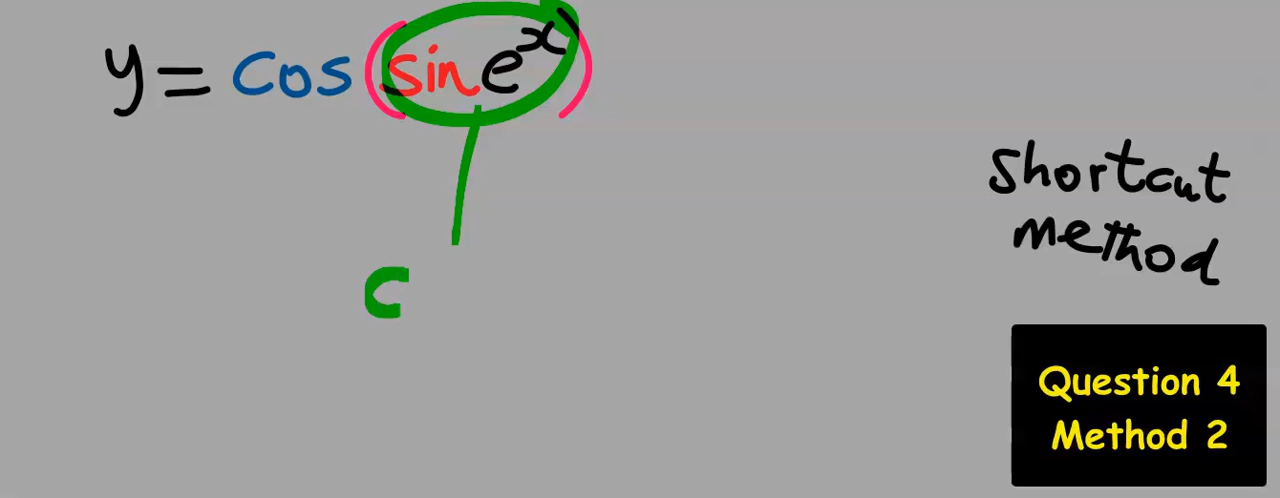 y = cos (sin e^x)
shortcut
method
c
Question 4
Method 2